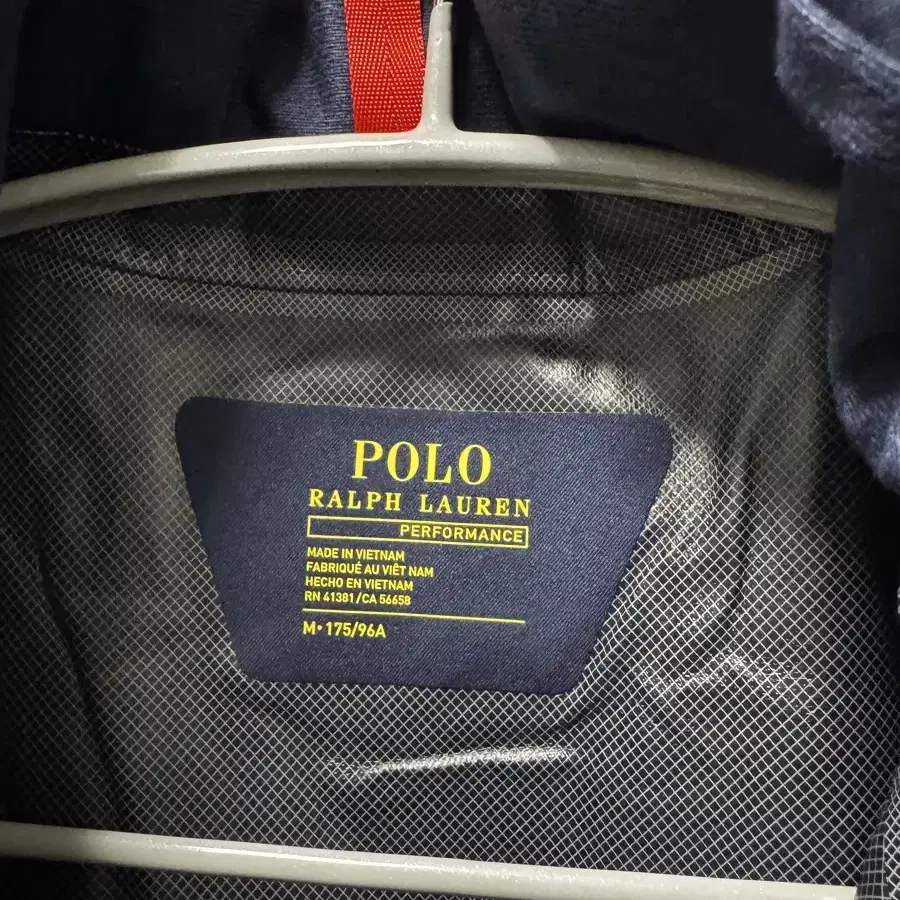 POLO
RALPH LAUREN
PERFORMANCE
MADE IN VIETNAM
FABRIQUÉ AU VIÊT NAM
HECHO EN VIETNAM
RN 41381/CA 56658
M•175/96A